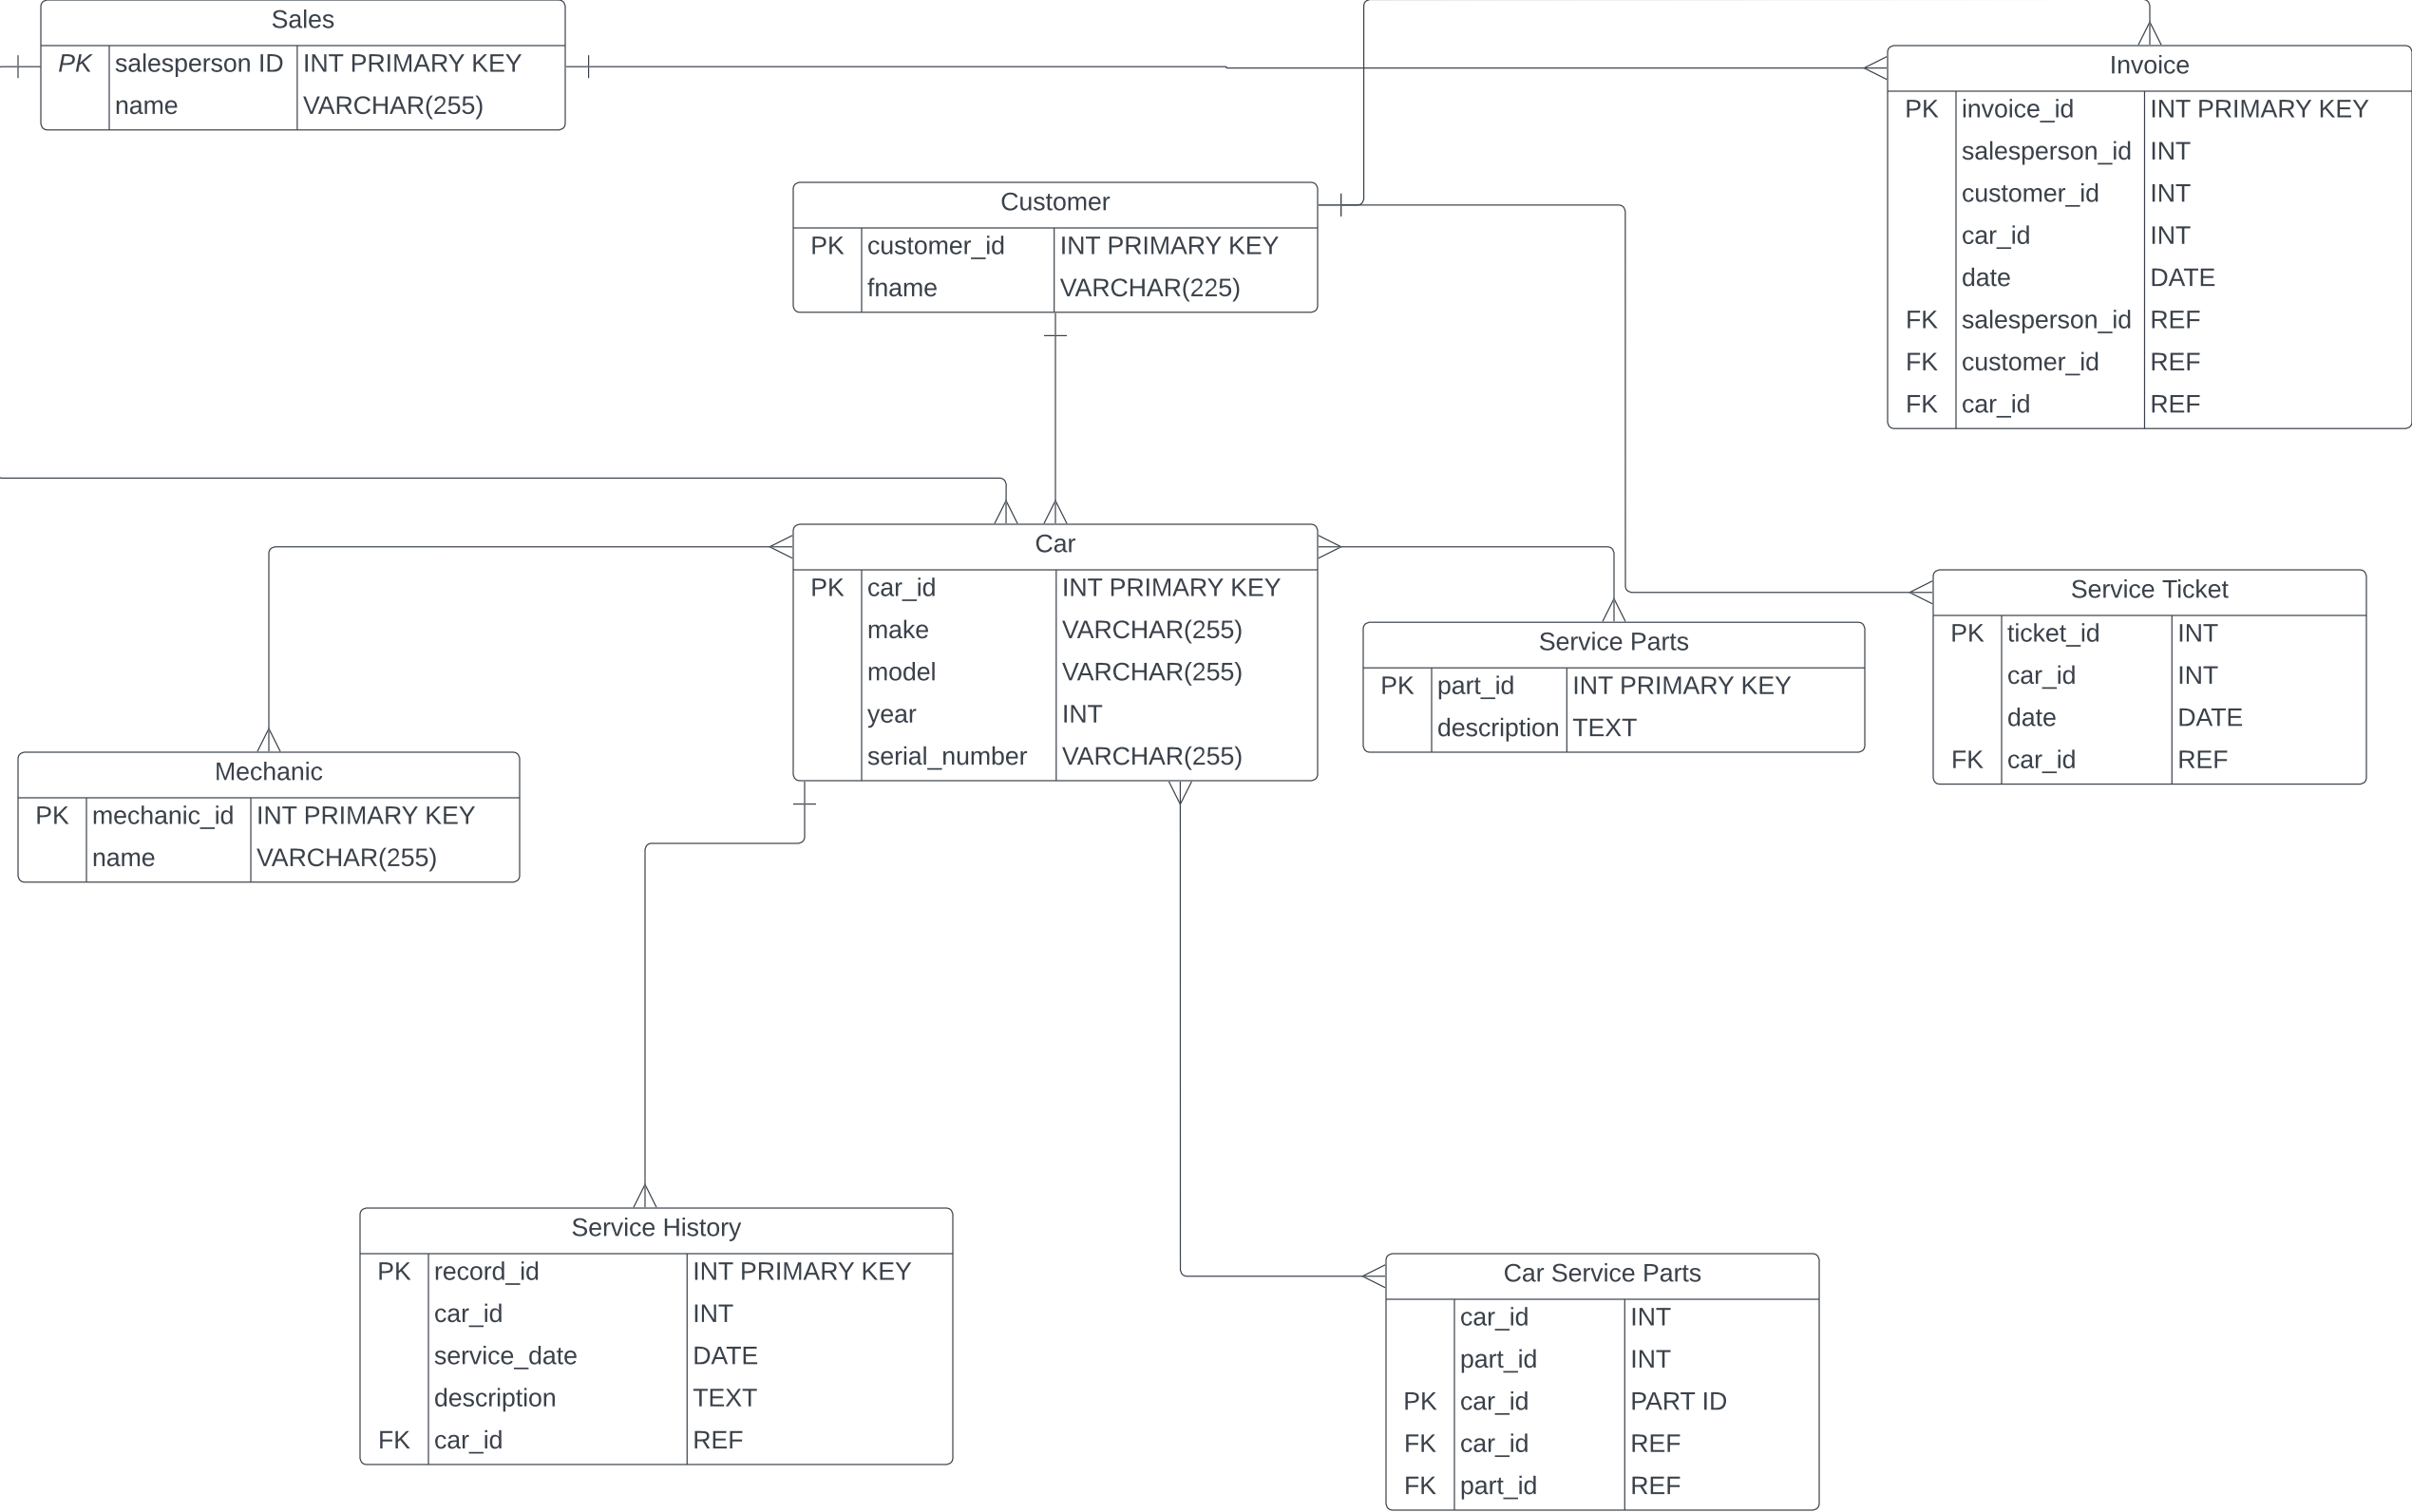 Sales
PK salesperson ID INT PRIMARY KEY
name VARCHAR(255)
Invoice
PK invoice_id INT PRIMARY KEY
salesperson_id INT
customer_id INT
car_id INT
date DATE
FK salesperson_id REF
FK customer_id REF
FK car_id REF
Customer
PK customer_id INT PRIMARY KEY
fname VARCHAR(225)
Car
PK car_id INT PRIMARY KEY
make VARCHAR(255)
model VARCHAR(255)
year INT
serial_number VARCHAR(255)
Service Parts
PK part_id INT PRIMARY KEY
description TEXT
Service Ticket
PK ticket_id INT
car_id INT
date DATE
FK car_id REF
Mechanic
PK mechanic_id INT PRIMARY KEY
name VARCHAR(255)
Service History
PK record_id INT PRIMARY KEY
car_id INT
service_date DATE
description TEXT
FK car_id REF
Car Service Parts
car_id INT
part_id INT
PK car_id PART ID
FK car_id REF
FK part_id REF